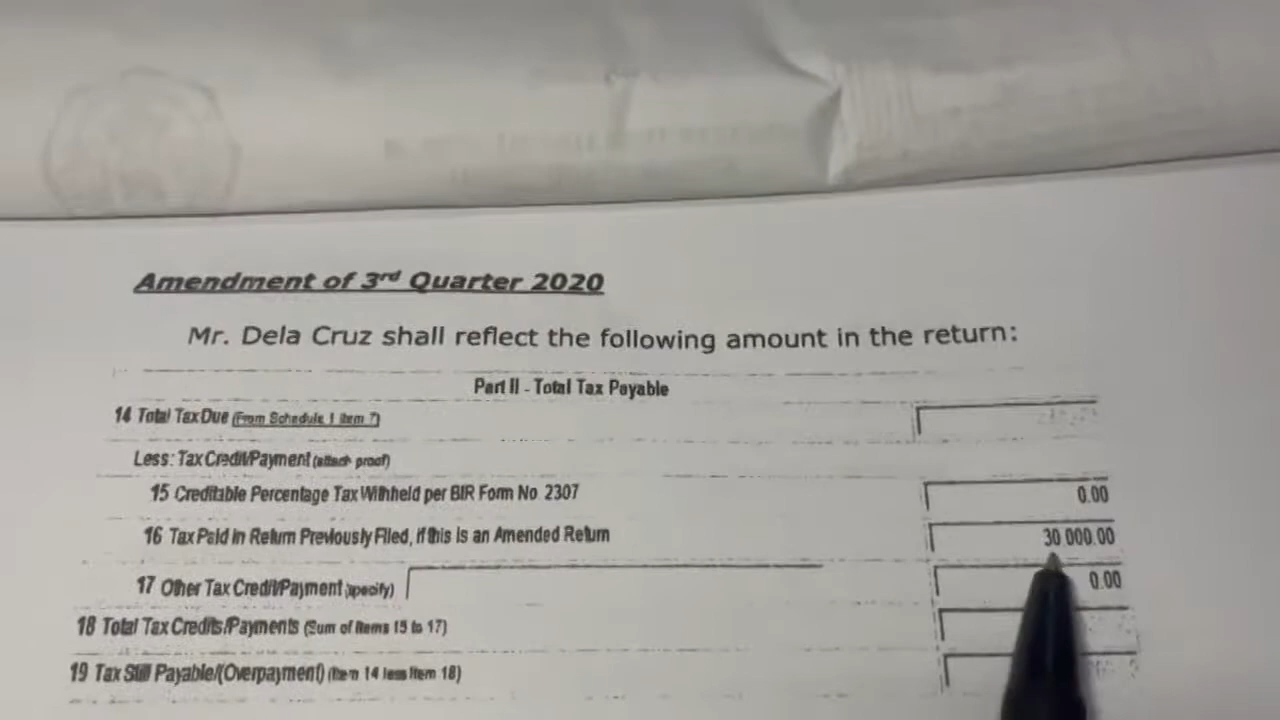 Amendment of 3rd Quarter 2020
Mr. Dela Cruz shall reflect the following amount in the return:
Part II - Total Tax Payable
14 Total Tax Due (From Schedule 1 Item 7)
Less: Tax Credit/Payment (attach proof)
15 Creditable Percentage Tax Withheld per BIR Form No. 2307 0.00
16 Tax Paid in Return Previously Filed, if this is an Amended Return 30 000.00
17 Other Tax Credit/Payment (specify) 0.00
18 Total Tax Credits/Payments (Sum of Items 15 to 17)
19 Tax Still Payable/(Overpayment) (Item 14 less Item 18)